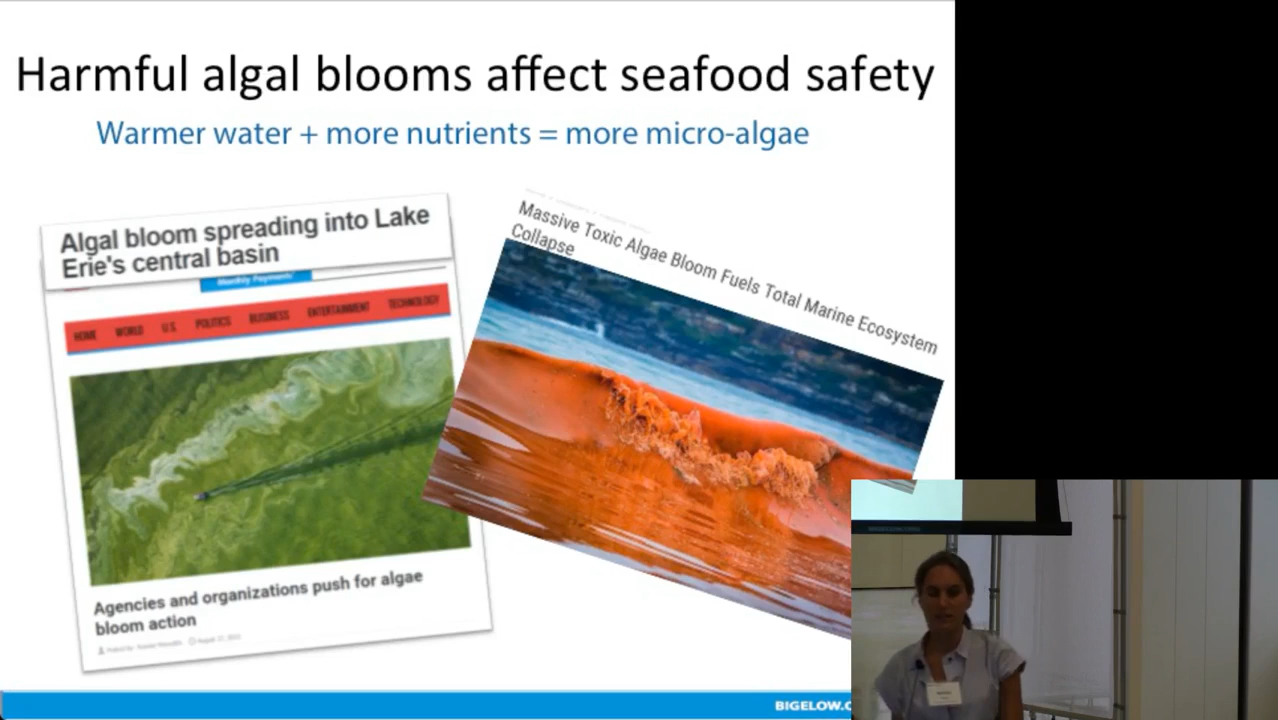 Harmful algal blooms affect seafood safety
Warmer water + more nutrients = more micro-algae
Algal bloom spreading into Lake
Erie's central basin
Monthly Payments
HOME WORLD U.S. POLITICS BUSINESS ENTERTAINMENT TECHNOLOGY
Agencies and organizations push for algae
bloom action
Massive Toxic Algae Bloom Fuels Total Marine Ecosystem
Collapse
BIGELOW.